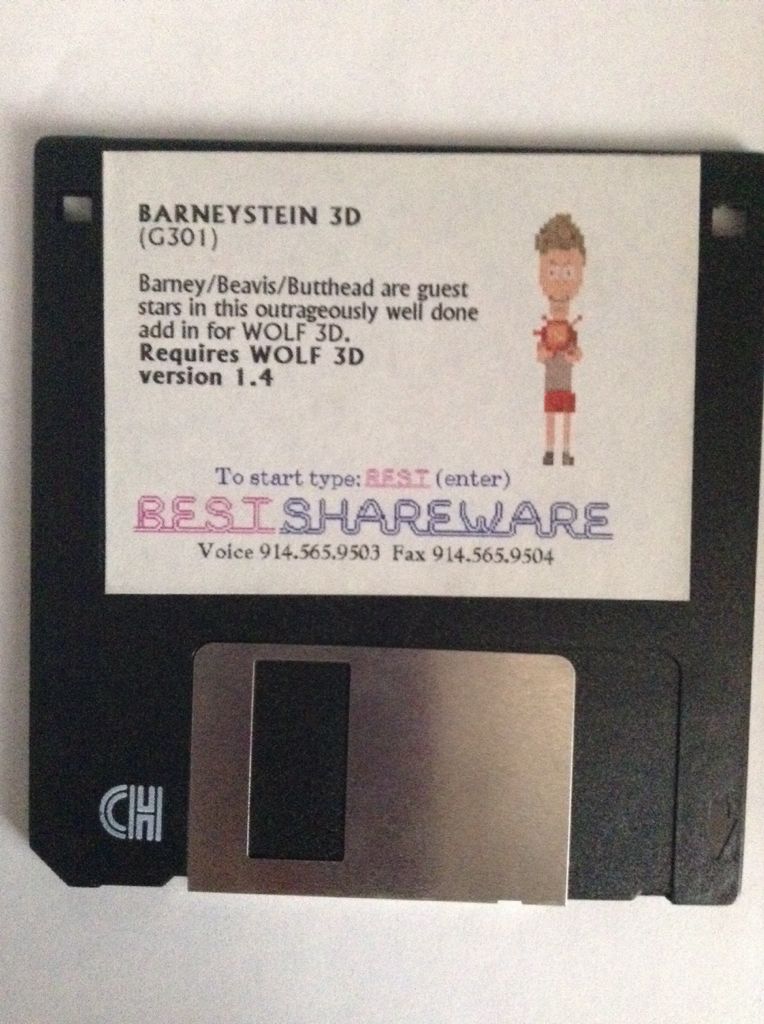 BARNEYSTEIN 3D
(G301)
Barney/Beavis/Butthead are guest
stars in this outrageously well done
add in for WOLF 3D.
Requires WOLF 3D
version 1.4
To start type: BEST (enter)
BEST SHAREWARE
Voice 914.565.9503 Fax 914.565.9504
CH